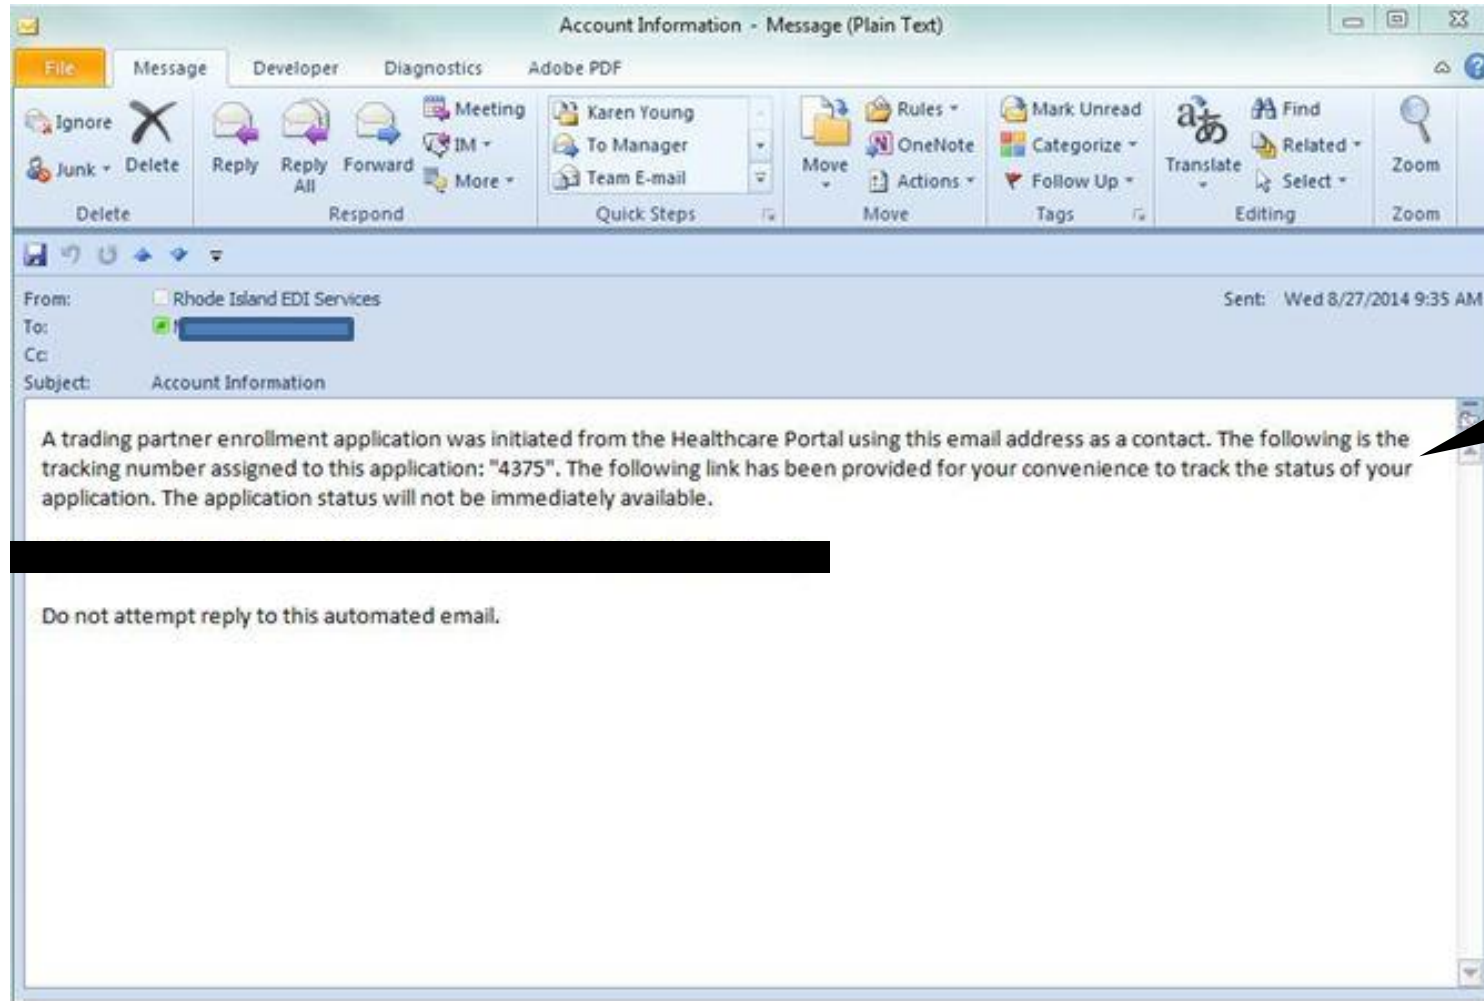 Account Information - Message (Plain Text)
File Message Developer Diagnostics Adobe PDF
Ignore
Junk
Delete
Reply
Reply All
Forward
Meeting
IM
More
Karen Young
To Manager
Team E-mail
Move
Rules
OneNote
Actions
Mark Unread
Categorize
Follow Up
Translate
Find
Related
Select
Zoom
Delete Respond Quick Steps Move Tags Editing Zoom
From: Rhode Island EDI Services Sent: Wed 8/27/2014 9:35 AM
To:
Cc:
Subject: Account Information
A trading partner enrollment application was initiated from the Healthcare Portal using this email address as a contact. The following is the
tracking number assigned to this application: "4375". The following link has been provided for your convenience to track the status of your
application. The application status will not be immediately available.
Do not attempt reply to this automated email.